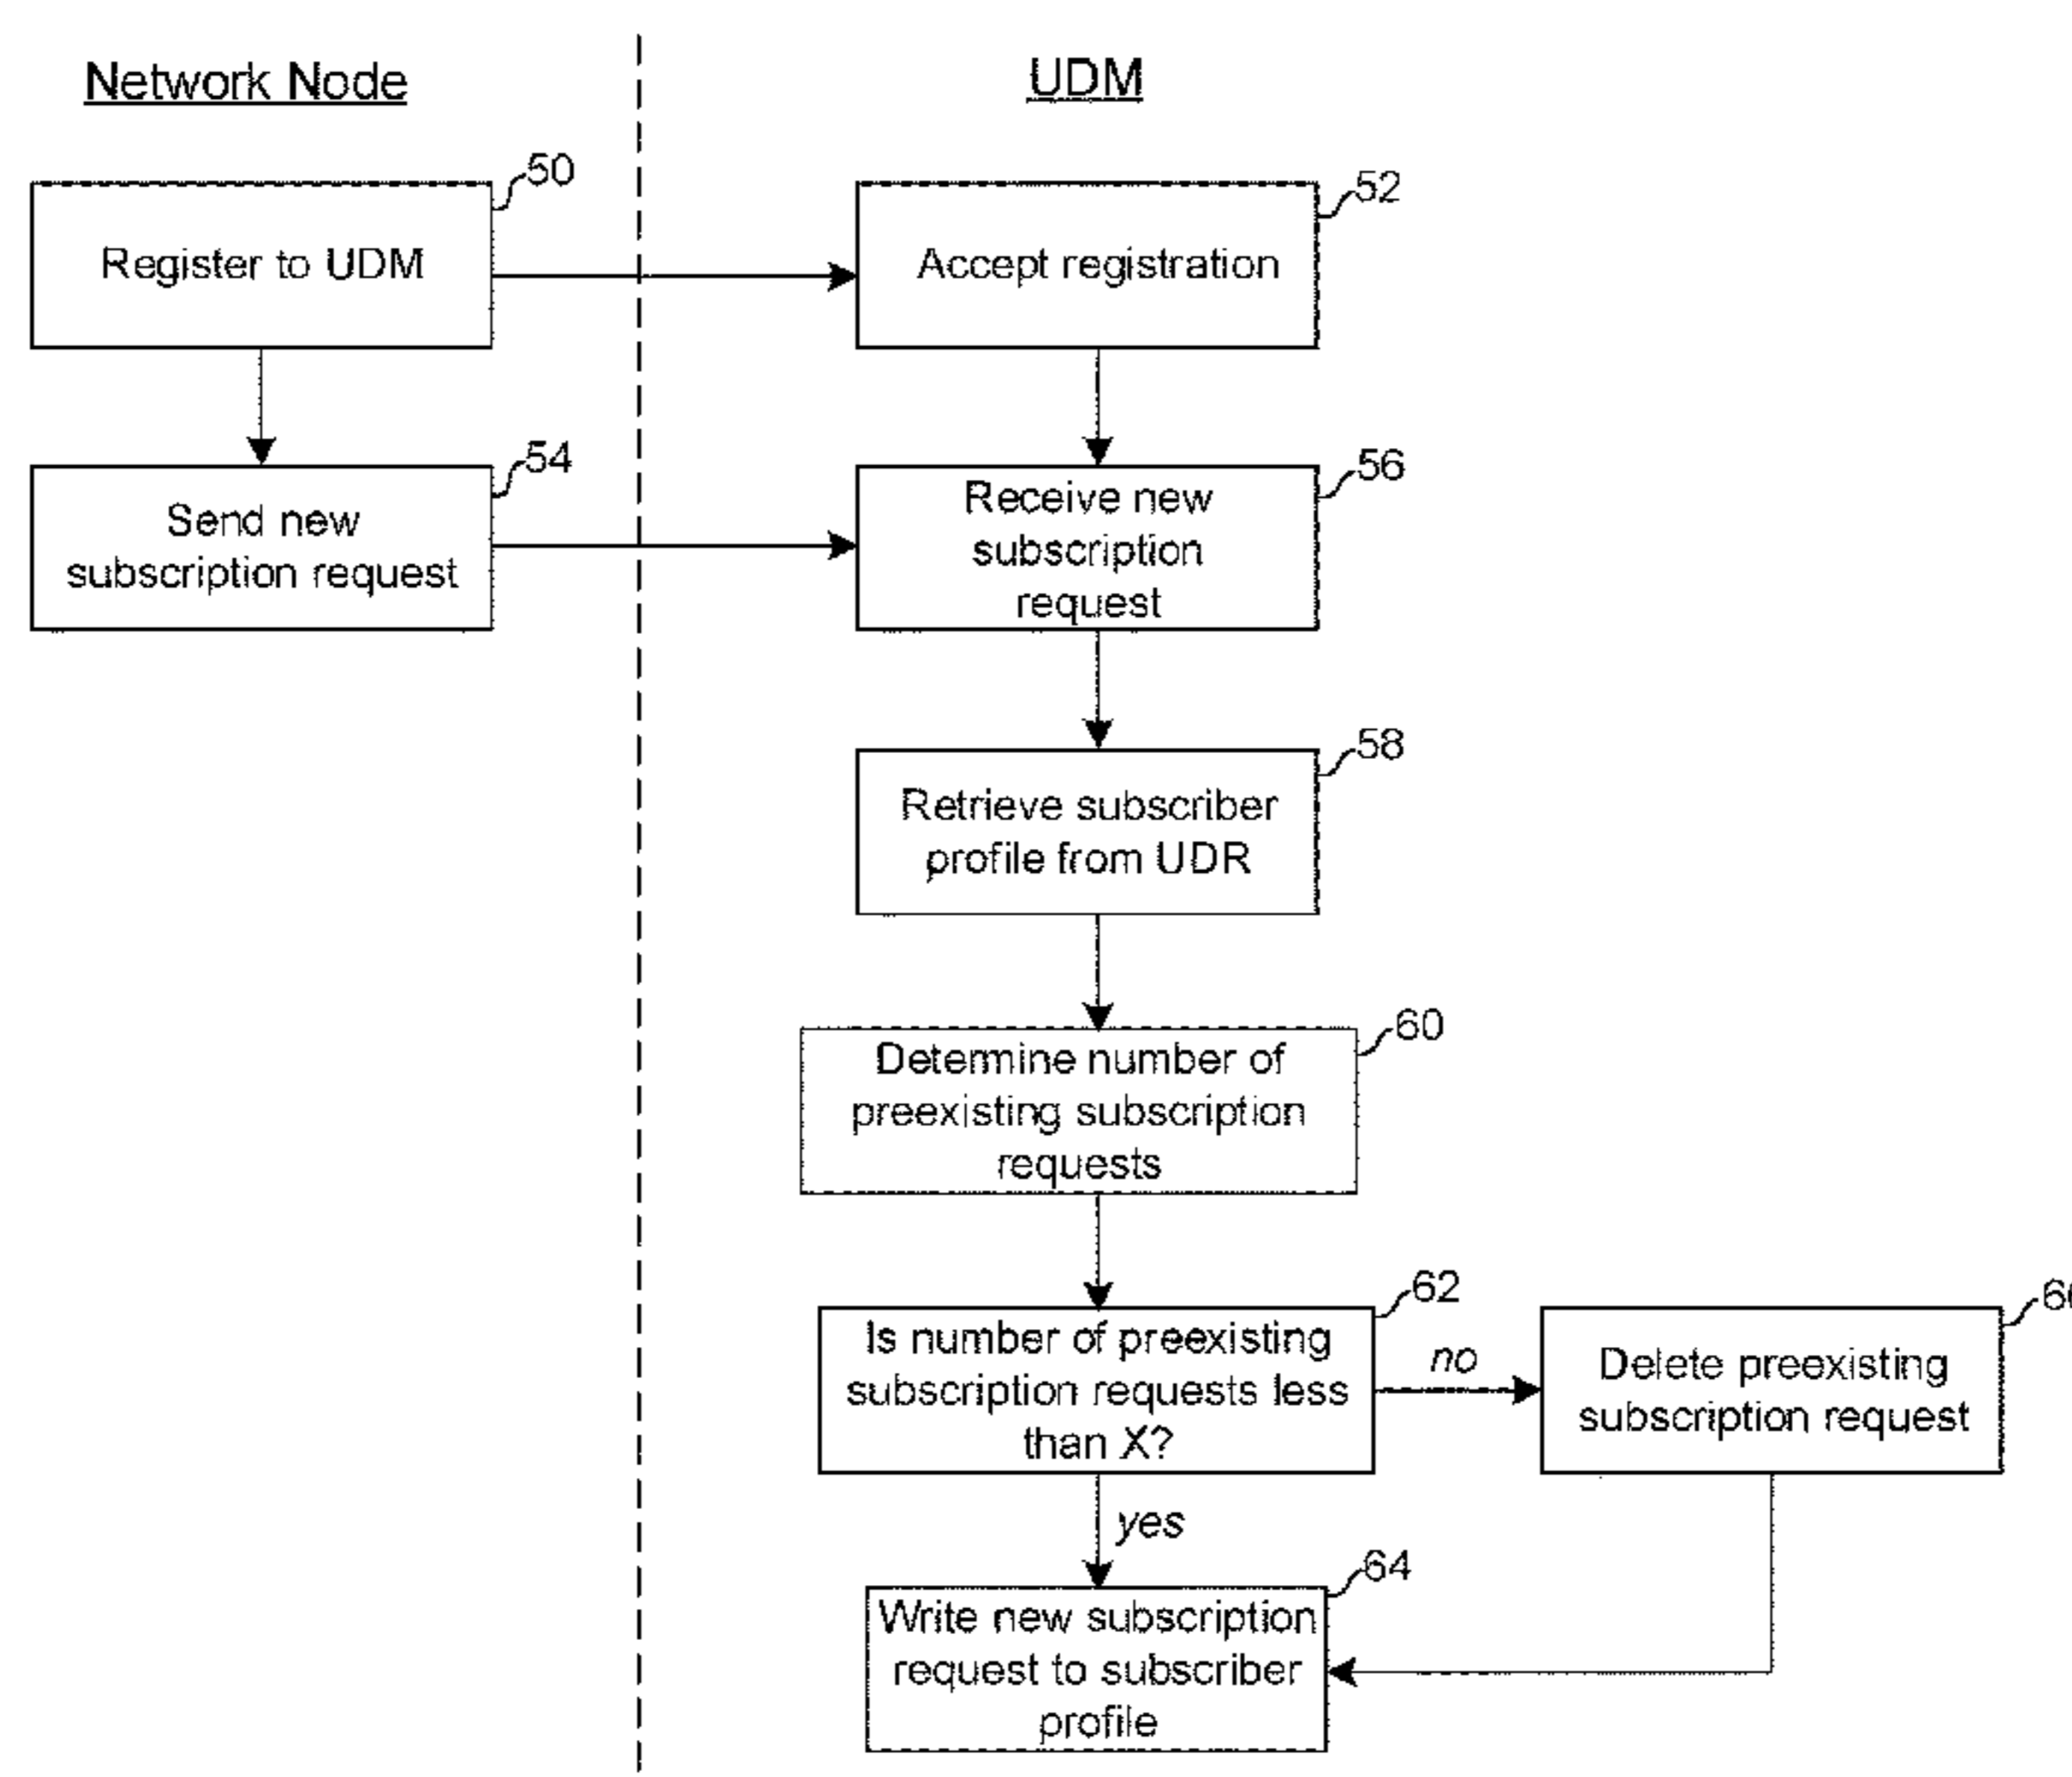 Network Node
UDM
50
Register to UDM
52
Accept registration
54
Send new
subscription request
56
Receive new
subscription
request
58
Retrieve subscriber
profile from UDR
60
Determine number of
preexisting subscription
requests
62
Is number of preexisting
subscription requests less
than X?
no
Delete preexisting
subscription request
yes
64
Write new subscription
request to subscriber
profile